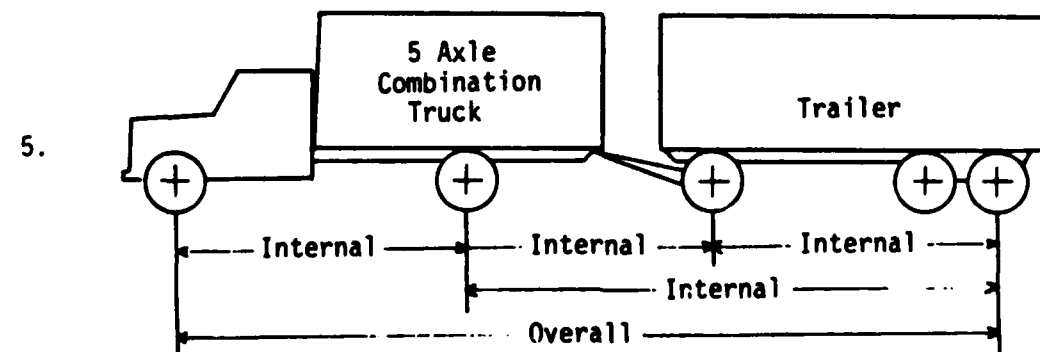 5 Axle
Combination
Truck
Trailer
5.
Internal Internal Internal
Internal
Overall